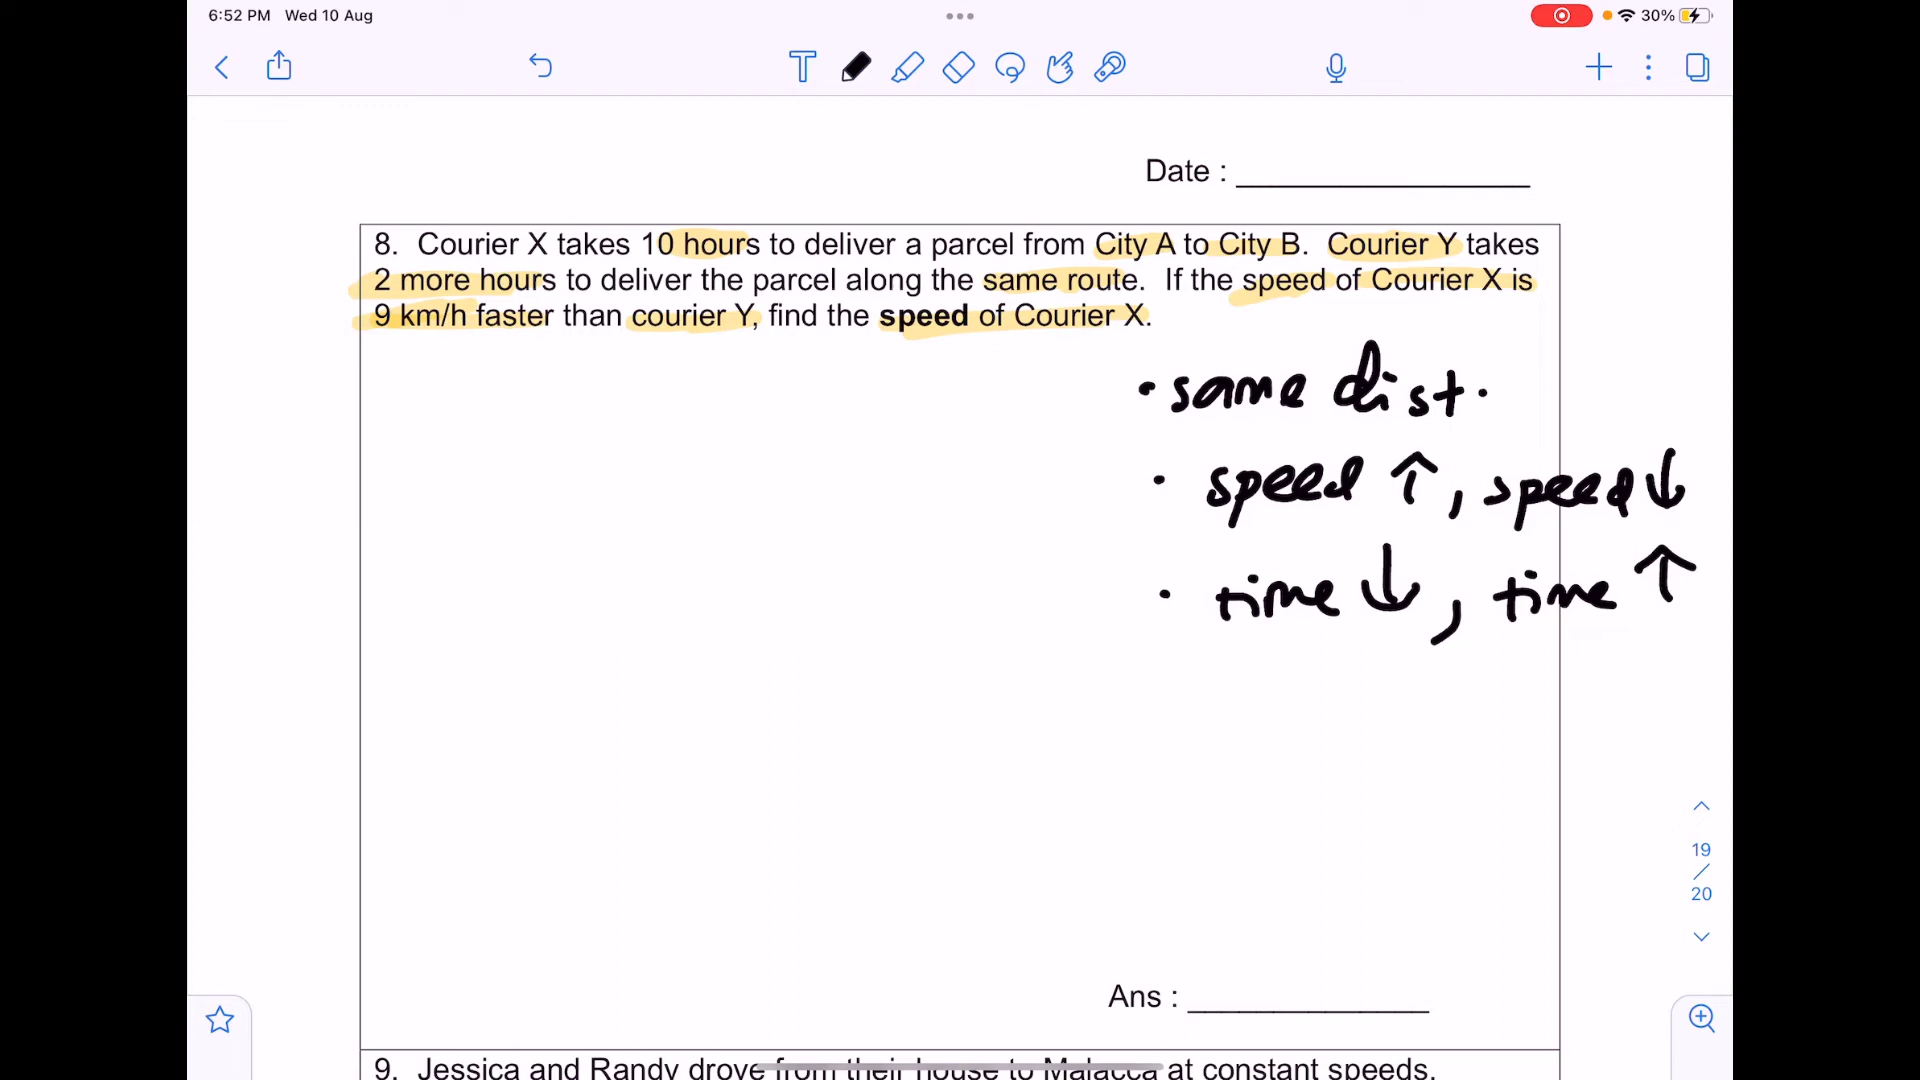 6:52 PM Wed 10 Aug
30%
Date : 
8. Courier X takes 10 hours to deliver a parcel from City A to City B. Courier Y takes
2 more hours to deliver the parcel along the same route. If the speed of Courier X is
9 km/h faster than courier Y, find the speed of Courier X.
• same dist.
• speed ↑, speed ↓
• time ↓, time ↑
19
/
20
Ans : 
9. Jessica and Randy drove from their house to Malacca at constant speeds.